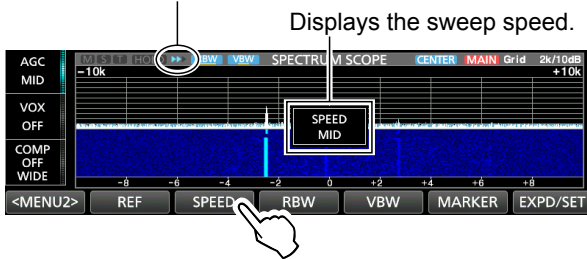 Displays the sweep speed.
AGC MID
M S T HOLD RBW VBW SPECTRUM SCOPE CENTER MAIN Grid 2k/10dB
-10k +10k
VOX OFF
SPEED
MID
COMP OFF WIDE
-8 -6 -4 -2 0 +2 +4 +6 +8
<MENU2> REF SPEED RBW VBW MARKER EXPD/SET